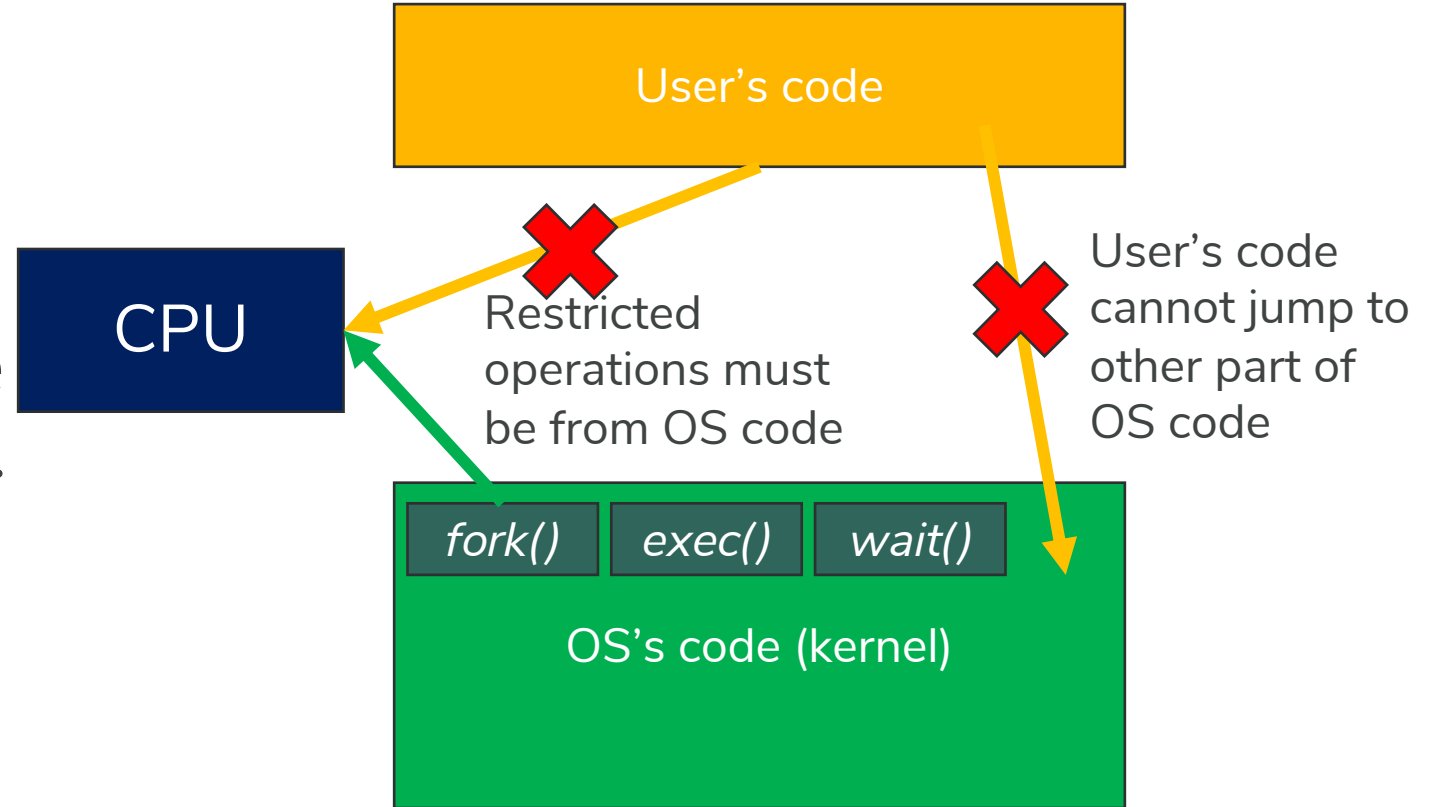 User’s code
CPU
Restricted
operations must
be from OS code
User’s code
cannot jump to
other part of
OS code
fork()
exec()
wait()
OS’s code (kernel)